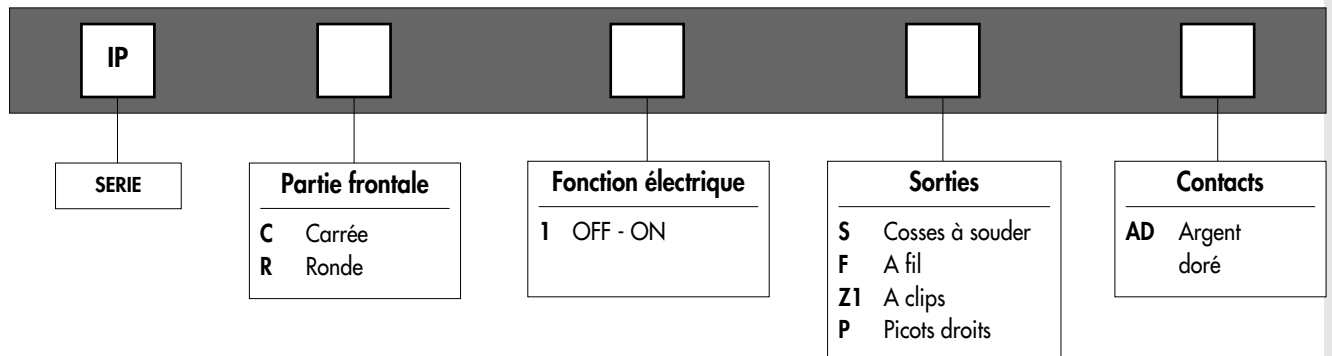 IP
SERIE
Partie frontale
C Carrée
R Ronde
Fonction électrique
1 OFF - ON
Sorties
S Cosses à souder
F A fil
Z1 A clips
P Picots droits
Contacts
AD Argent
doré